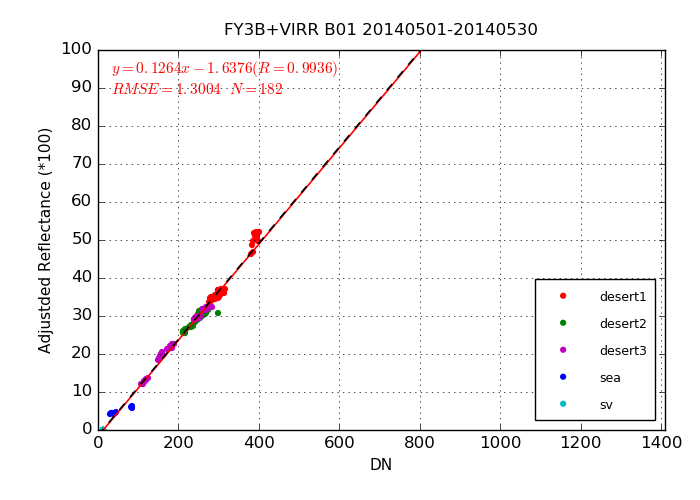 FY3B+VIRR B01 20140501-20140530
100
90
80
70
60
50
40
30
20
10
0
y=0.1264x−1.6376(R=0.9936)
RMSE=1.3004 N=182
Adjustded Reflectance (*100)
desert1
desert2
desert3
sea
sv
0 200 400 600 800 1000 1200 1400
DN